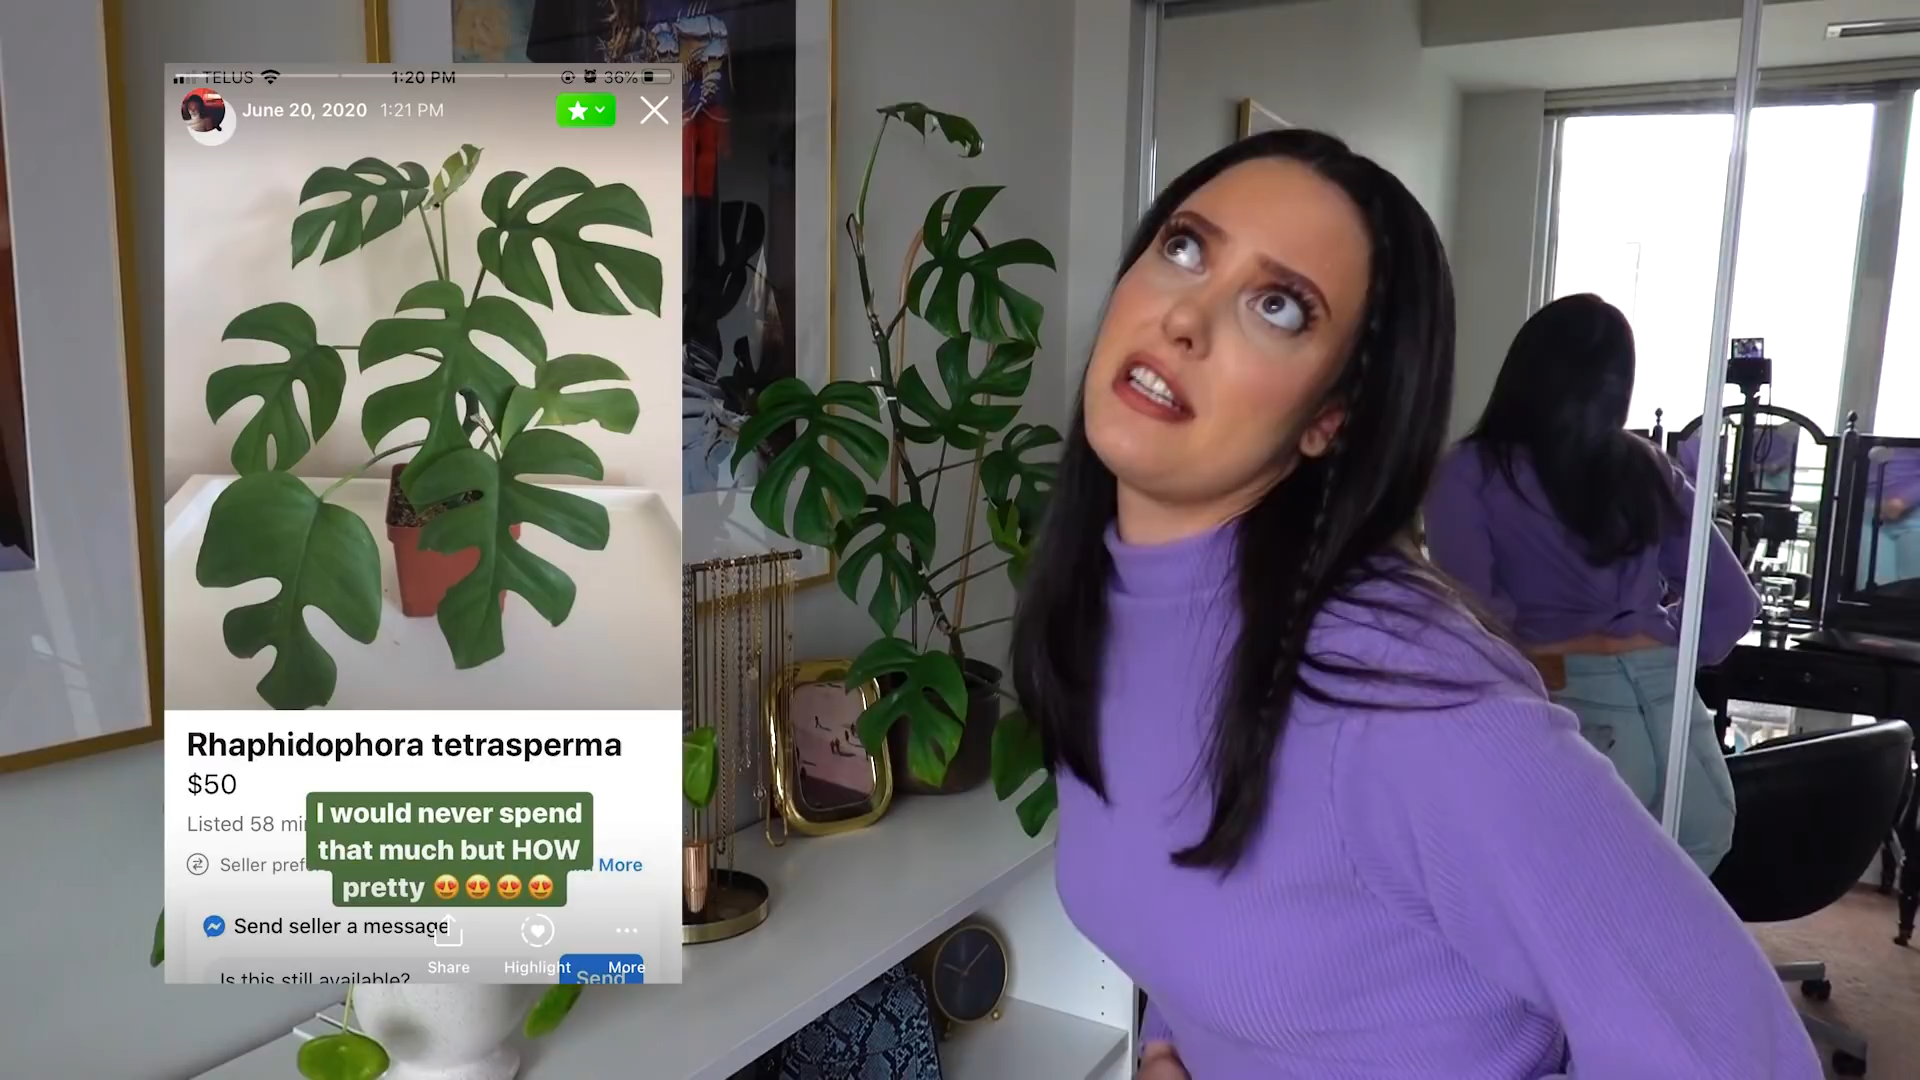 TELUS 1:20 PM 36%
June 20, 2020 1:21 PM
Rhaphidophora tetrasperma
$50
Listed 58 mi
I would never spend
that much but HOW
pretty 😍😍😍😍
Seller pref
More
Send seller a message
Share Highlight More
Is this still available?
Send